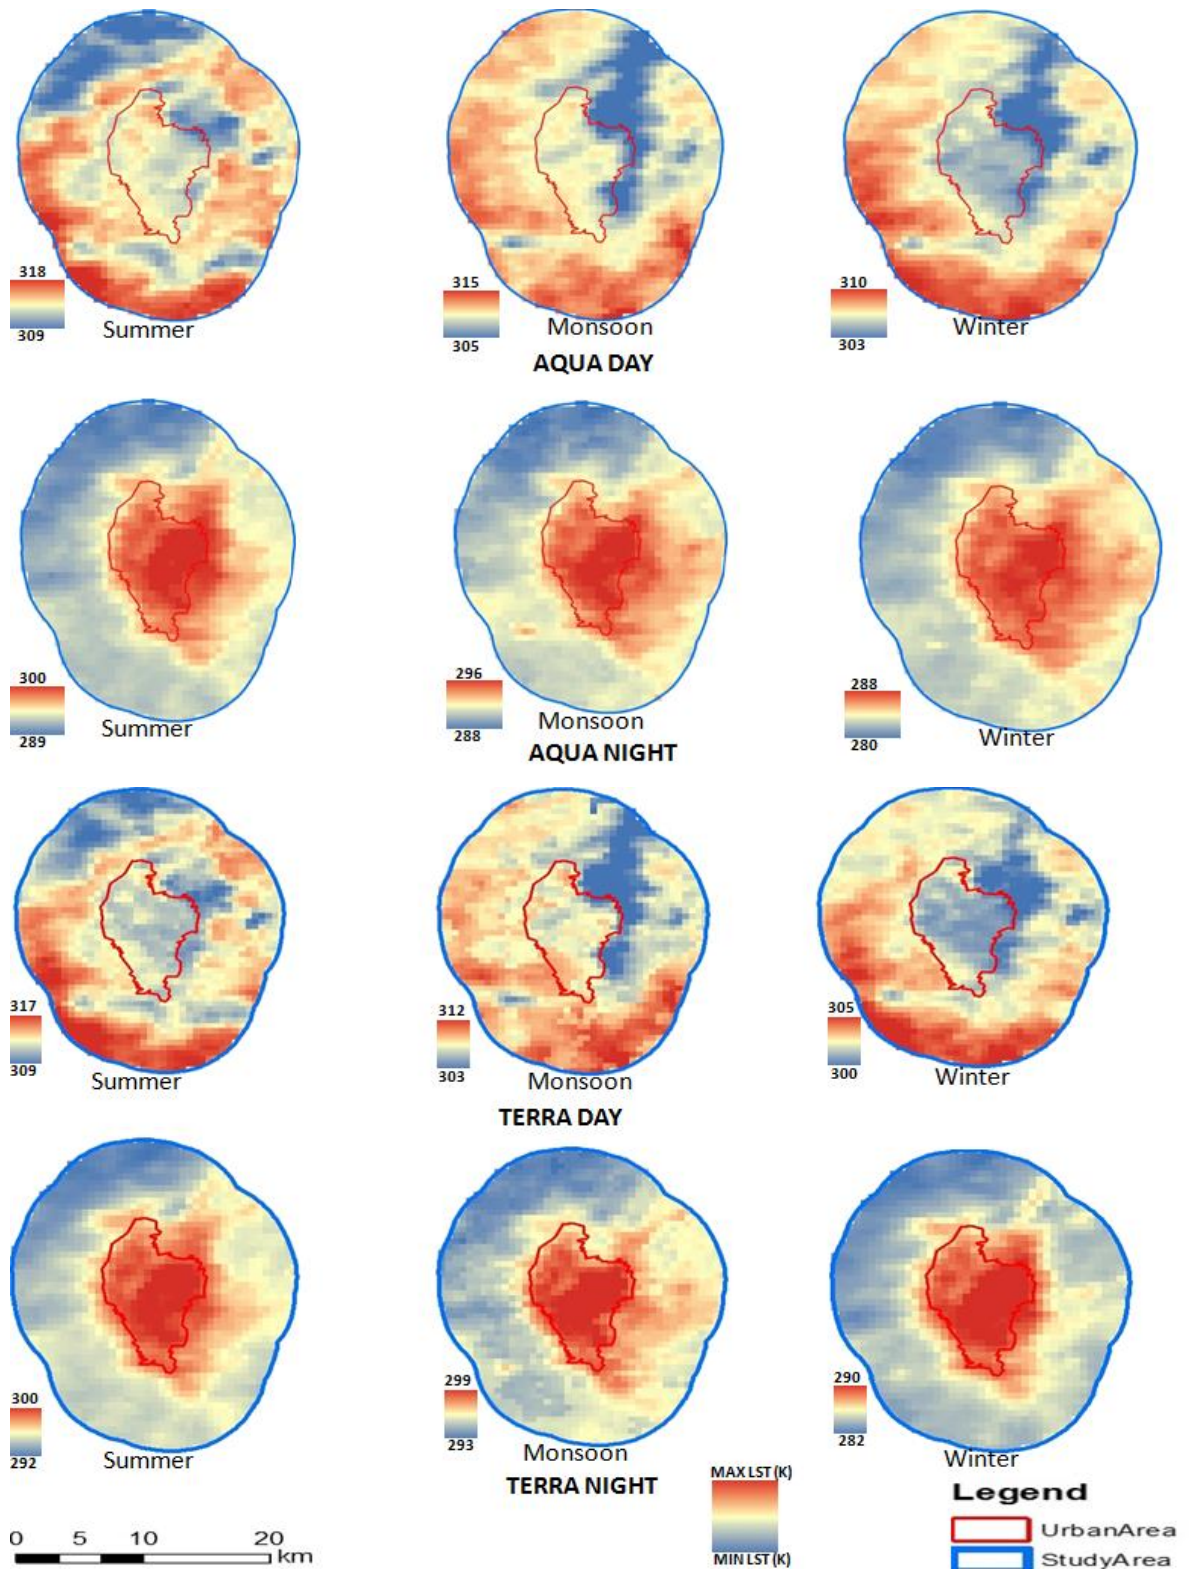 318
309
Summer
315
305
Monsoon
310
303
Winter
AQUA DAY
300
289
Summer
296
288
Monsoon
288
280
Winter
AQUA NIGHT
317
309
Summer
312
303
Monsoon
305
300
Winter
TERRA DAY
300
292
Summer
299
293
Monsoon
290
282
Winter
TERRA NIGHT
0 5 10 20
km
MAX LST (K)
MIN LST (K)
Legend
UrbanArea
StudyArea